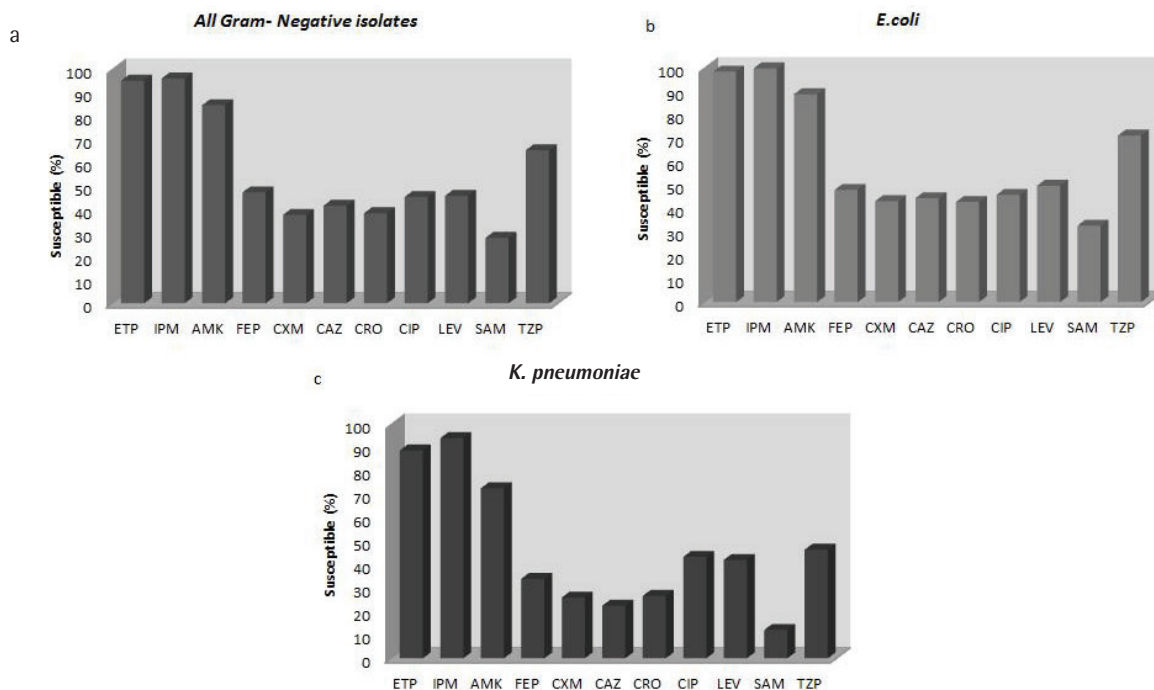 a
All Gram- Negative isolates
Susceptible (%)
100
90
80
70
60
50
40
30
20
10
0
ETP IPM AMK FEP CXM CAZ CRO CIP LEV SAM TZP
b
E.coli
Susceptible (%)
100
90
80
70
60
50
40
30
20
10
0
ETP IPM AMK FEP CXM CAZ CRO CIP LEV SAM TZP
c
K. pneumoniae
Susceptible (%)
100
90
80
70
60
50
40
30
20
10
0
ETP IPM AMK FEP CXM CAZ CRO CIP LEV SAM TZP